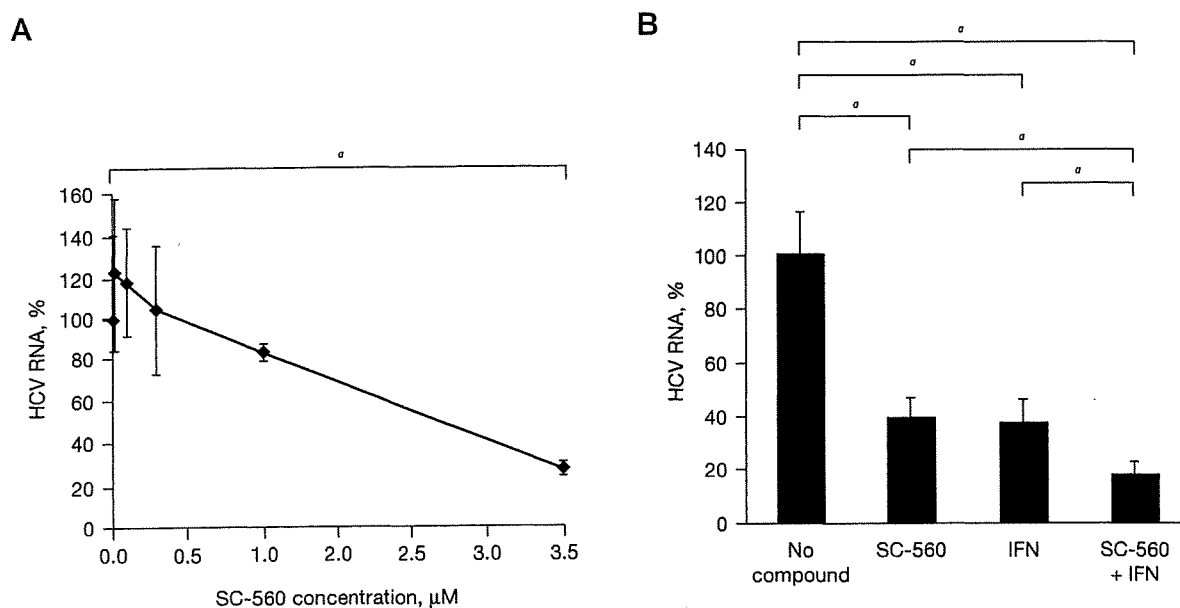 A
a
160
140
120
100
80
60
40
20
0
HCV RNA, %
0.0 0.5 1.0 2.0 2.5 3.0 3.5
SC-560 concentration, μM
B
a
a
a
a
a
140
120
100
80
60
40
20
0
HCV RNA, %
No compound
SC-560
IFN
SC-560 + IFN